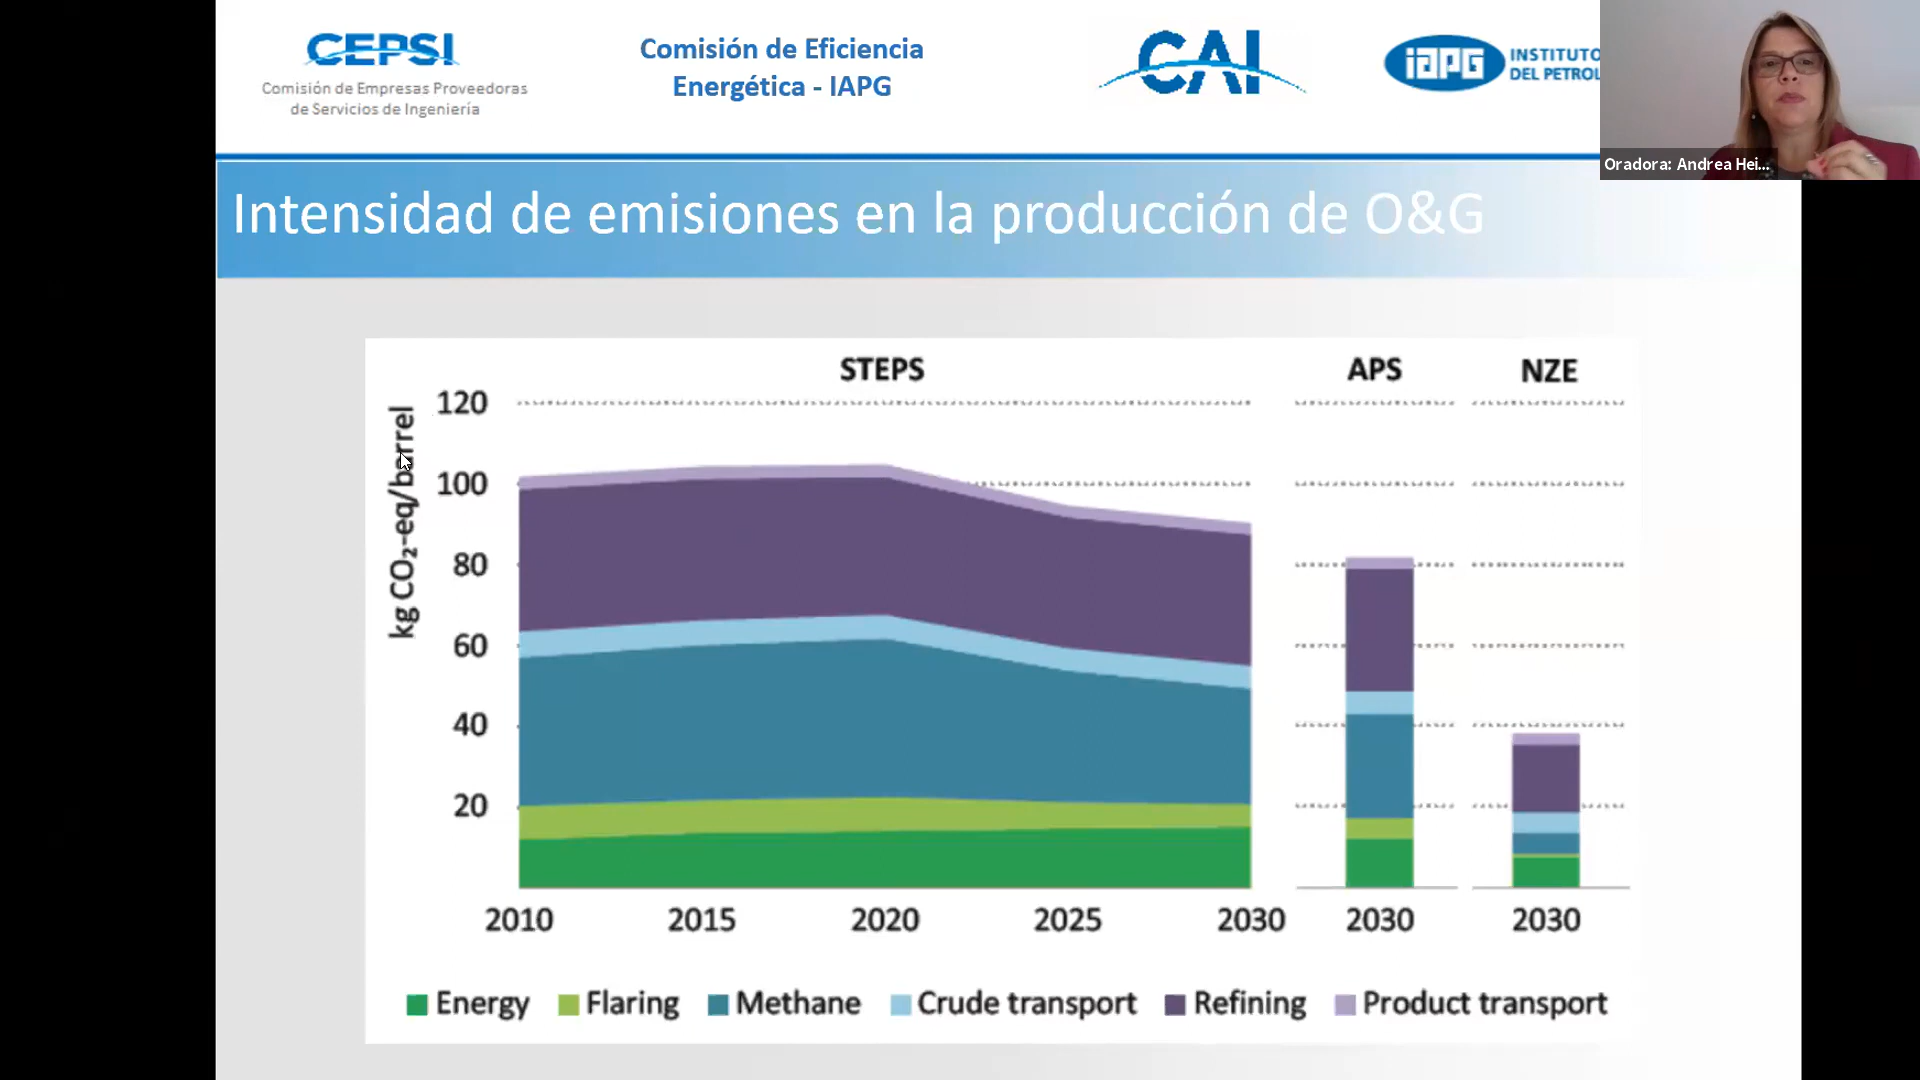 CEPSI
Comisión de Empresas Proveedoras
de Servicios de Ingeniería
Comisión de Eficiencia
Energética - IAPG
CAI
iapg
INSTITUTO
DEL PETROL
Oradora: Andrea Hei...
Intensidad de emisiones en la producción de O&G
STEPS
APS
NZE
kg CO₂-eq/barrel
120
100
80
60
40
20
2010
2015
2020
2025
2030
2030
2030
Energy
Flaring
Methane
Crude transport
Refining
Product transport